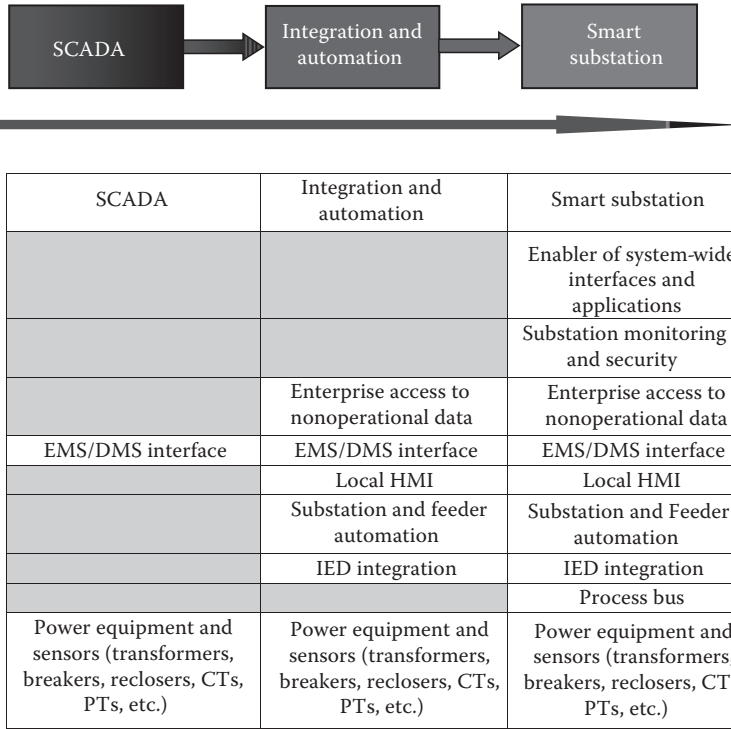 SCADA
Integration and
automation
Smart
substation
SCADA
Integration and
automation
Smart substation
Enabler of system-wide
interfaces and
applications
Substation monitoring
and security
Enterprise access to
nonoperational data
Enterprise access to
nonoperational data
EMS/DMS interface
EMS/DMS interface
EMS/DMS interface
Local HMI
Local HMI
Substation and feeder
automation
Substation and Feeder
automation
IED integration
IED integration
Process bus
Power equipment and
sensors (transformers,
breakers, reclosers, CTs,
PTs, etc.)
Power equipment and
sensors (transformers,
breakers, reclosers, CTs,
PTs, etc.)
Power equipment and
sensors (transformers,
breakers, reclosers, CT
PTs, etc.)